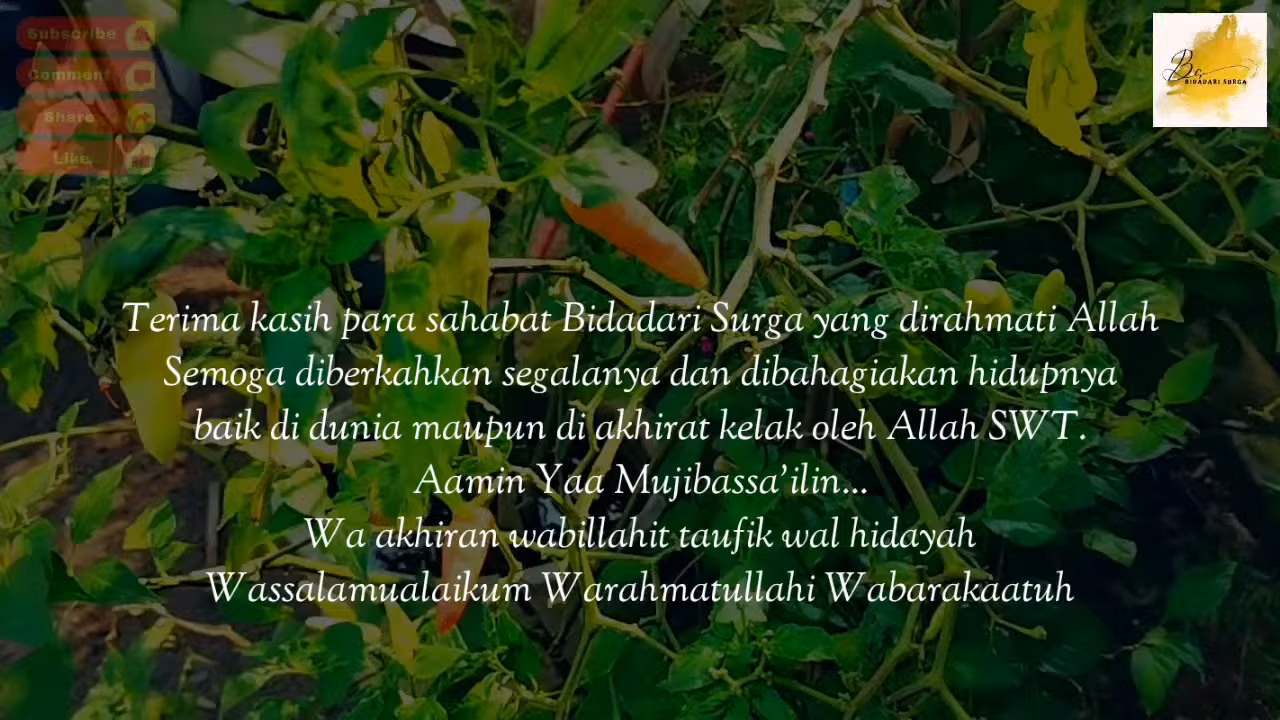 Subscribe
Comment
Share
Like
BIDADARI SURGA
Terima kasih para sahabat Bidadari Surga yang dirahmati Allah
Semoga diberkahkan segalanya dan dibahagiakan hidupnya
baik di dunia maupun di akhirat kelak oleh Allah SWT.
Aamin Yaa Mujibassa'ilin...
Wa akhiran wabillahit taufik wal hidayah
Wassalamualaikum Warahmatullahi Wabarakaatuh